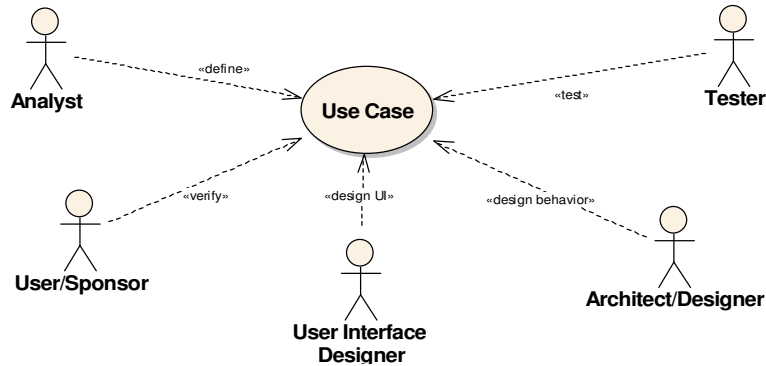 «define»
Analyst
Use Case
«test»
Tester
«verify»
«design UI»
«design behavior»
User/Sponsor
Architect/Designer
User Interface
Designer